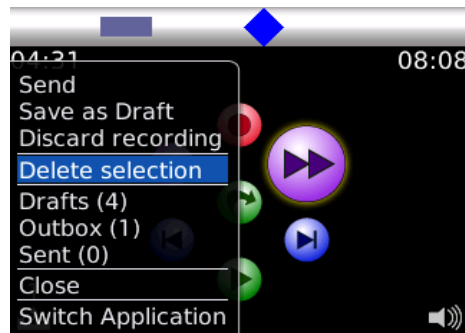 04:31
08:08
Send
Save as Draft
Discard recording
Delete selection
Drafts (4)
Outbox (1)
Sent (0)
Close
Switch Application